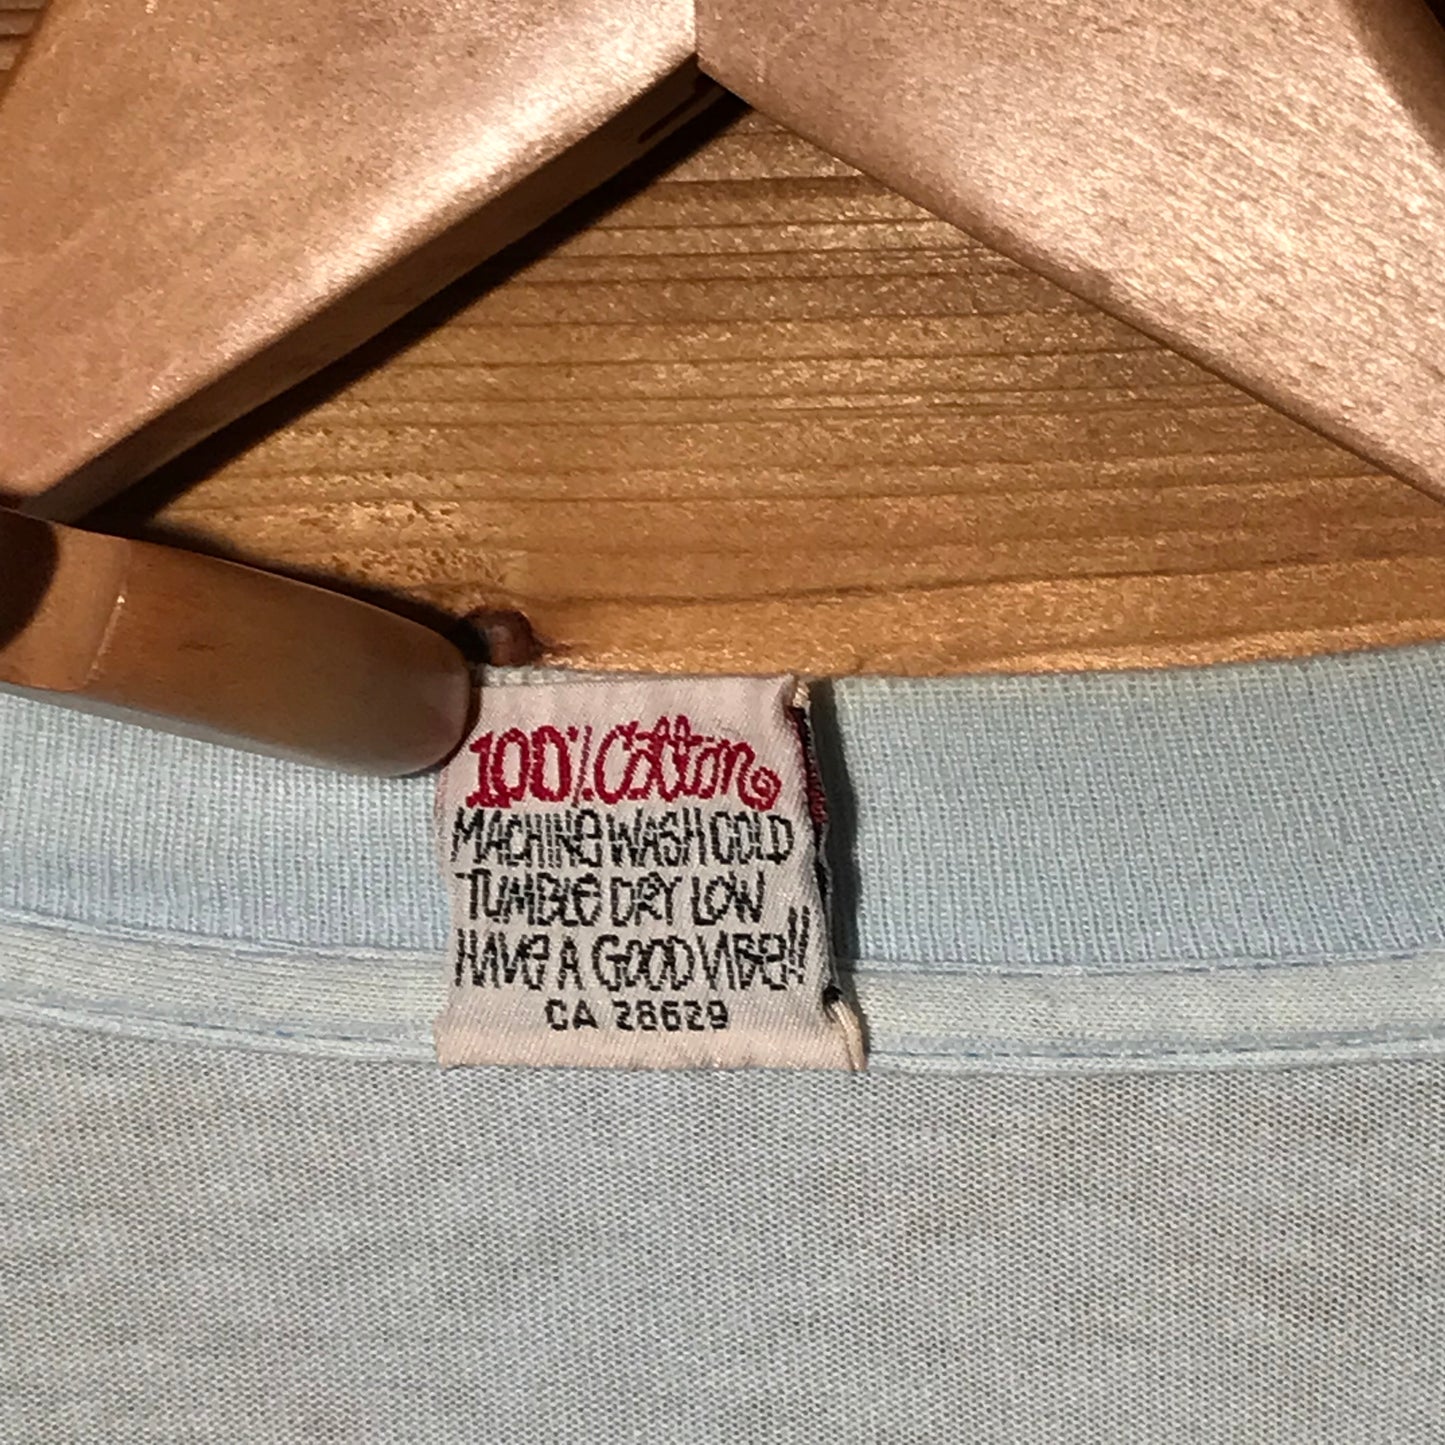 100% Cotton
MACHINE WASH COLD
TUMBLE DRY LOW
HAVE A GOOD VIBE!!
CA 28629